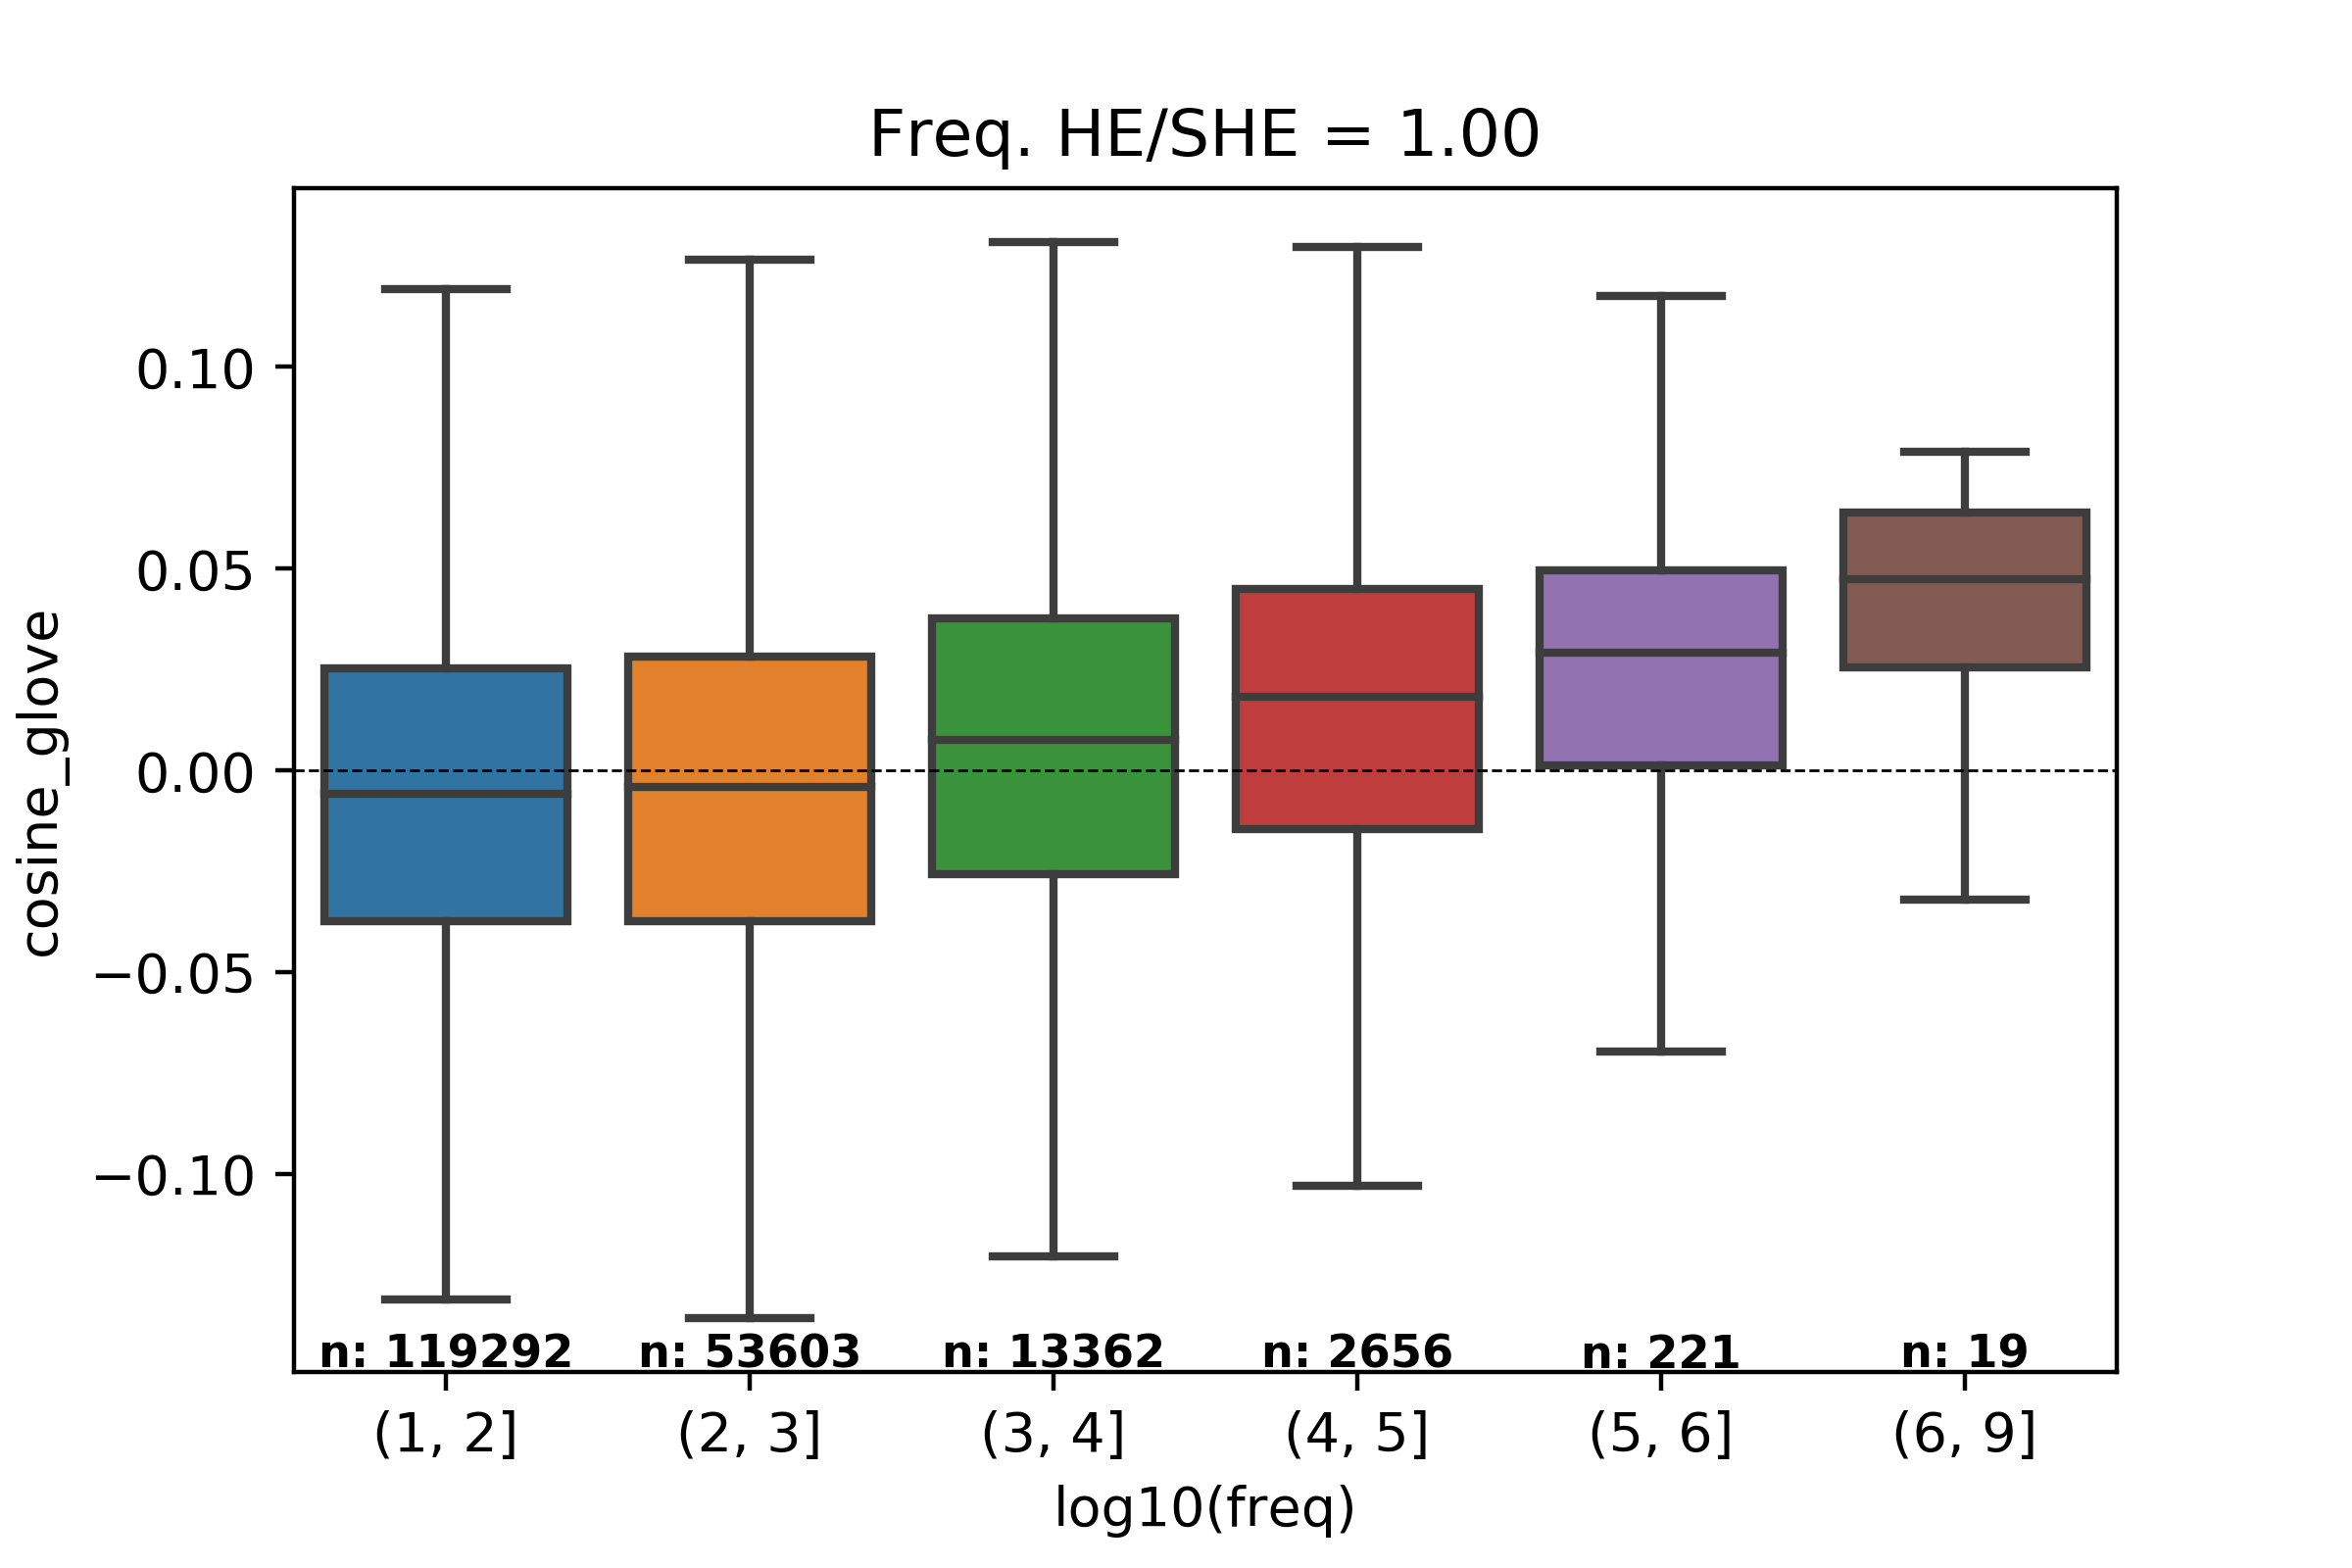 Freq. HE/SHE = 1.00
cosine_glove
0.10
0.05
0.00
−0.05
−0.10
n: 119292 n: 53603 n: 13362 n: 2656 n: 221 n: 19
(1, 2] (2, 3] (3, 4] (4, 5] (5, 6] (6, 9]
log10(freq)